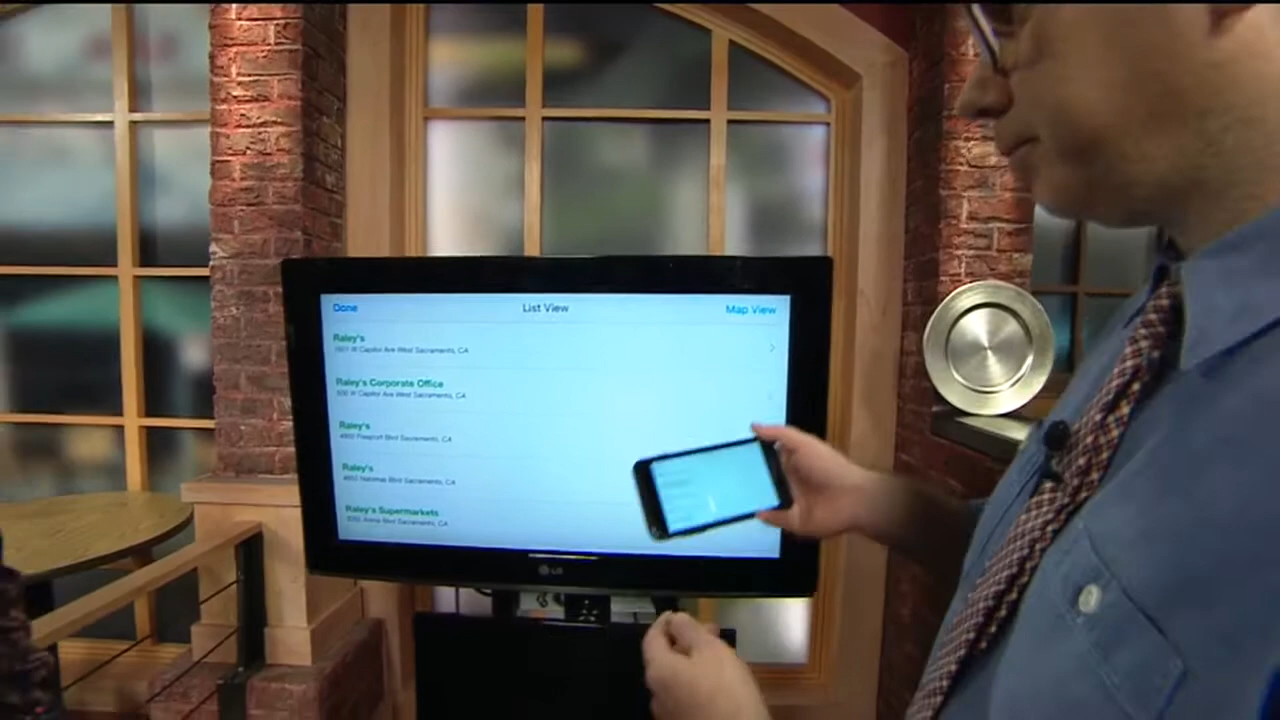 Done
List View
Map View
Raley's
1601 W Capitol Ave West Sacramento, CA
Raley's Corporate Office
500 W Capitol Ave West Sacramento, CA
Raley's
4850 Freeport Blvd Sacramento, CA
Raley's
4650 Natomas Blvd Sacramento, CA
Raley's Supermarkets
Arena Blvd Sacramento, CA
LG